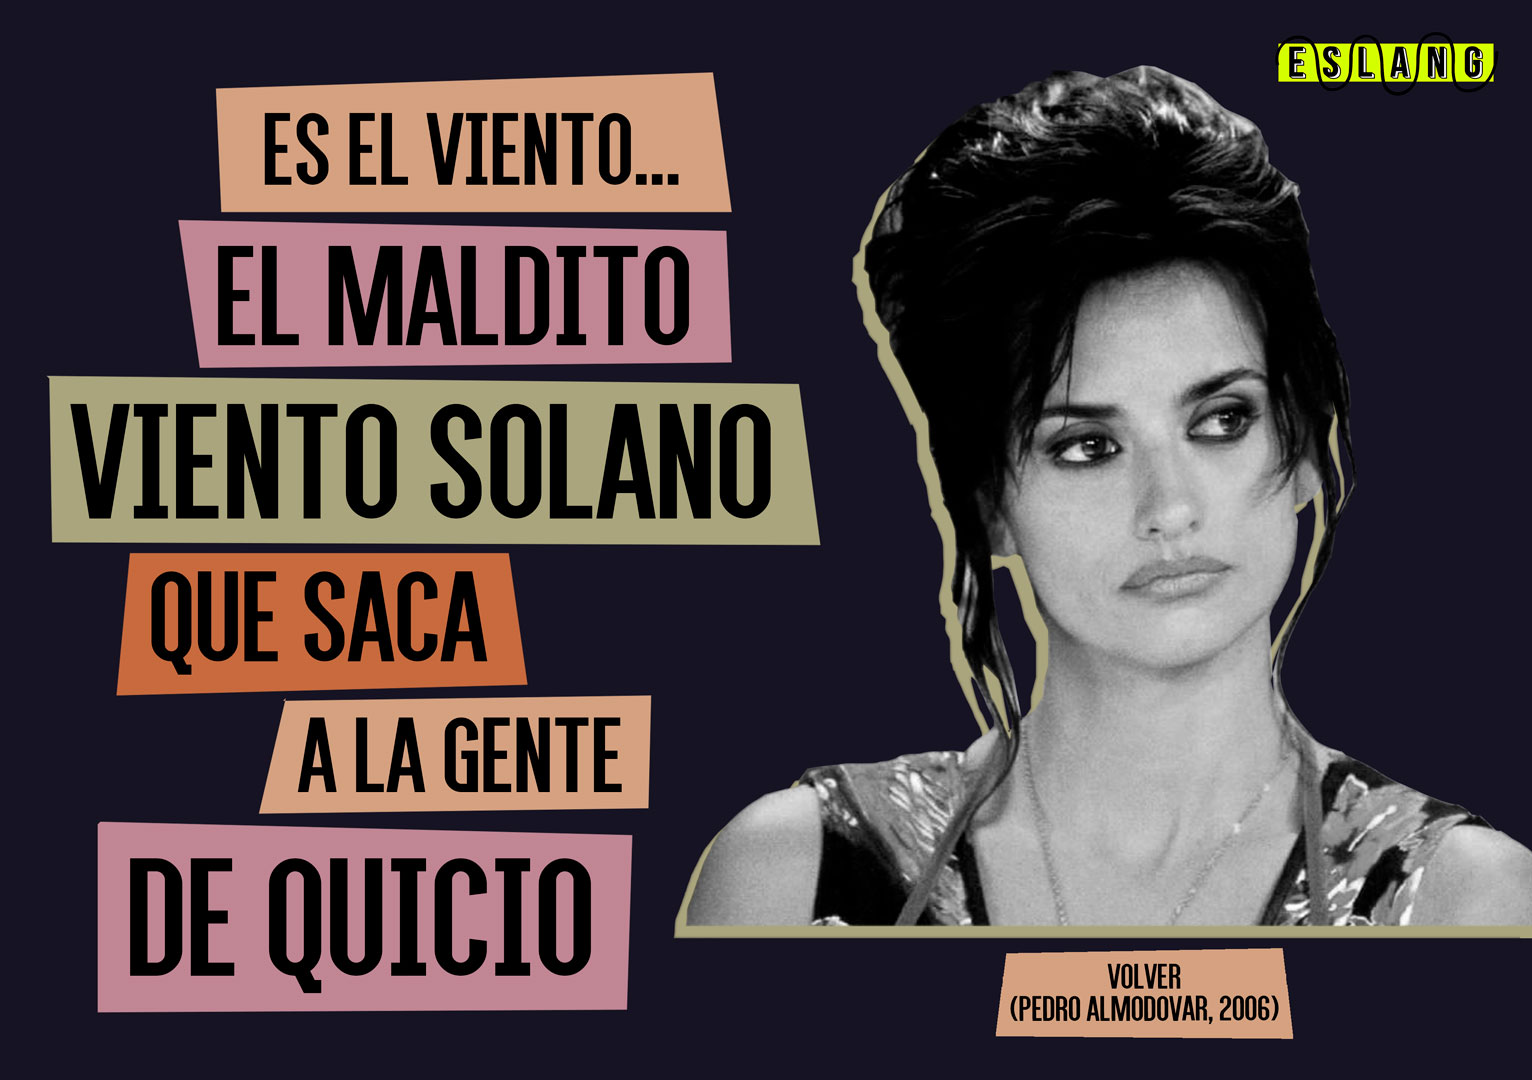 ESLANG
ES EL VIENTO...
EL MALDITO
VIENTO SOLANO
QUE SACA
A LA GENTE
DE QUICIO
VOLVER
(PEDRO ALMODOVAR, 2006)